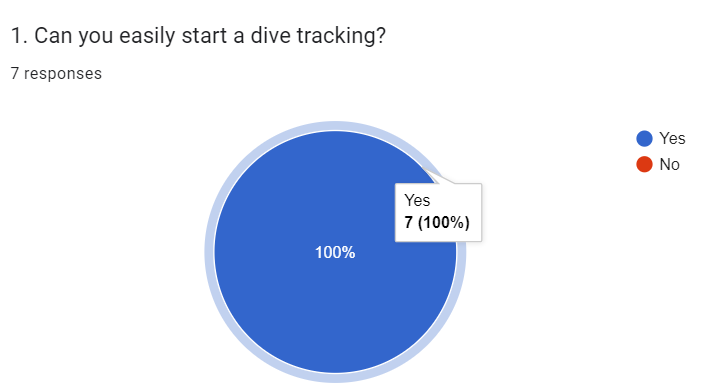 1. Can you easily start a dive tracking?
7 responses
Yes
No
Yes
7 (100%)
100%